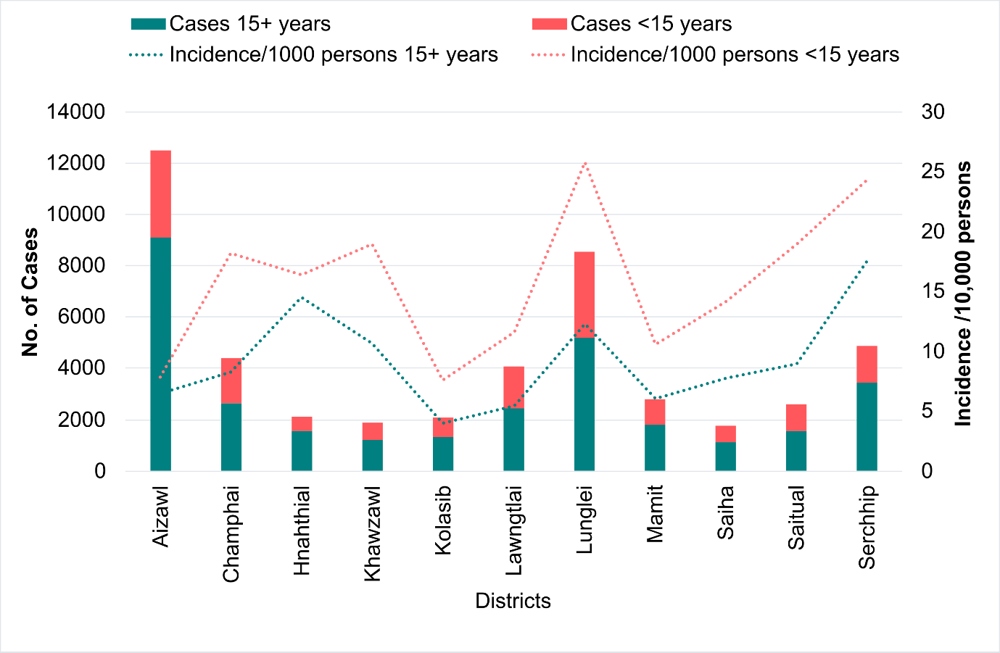 Cases 15+ years
Cases <15 years
Incidence/1000 persons 15+ years
Incidence/1000 persons <15 years
14000
12000
10000
8000
6000
4000
2000
0
No. of Cases
30
25
20
15
10
5
0
Incidence /10,000 persons
Aizawl
Champhai
Hnahthial
Khawzawl
Kolasib
Lawngtlai
Lunglei
Mamit
Saiha
Saitual
Serchhip
Districts